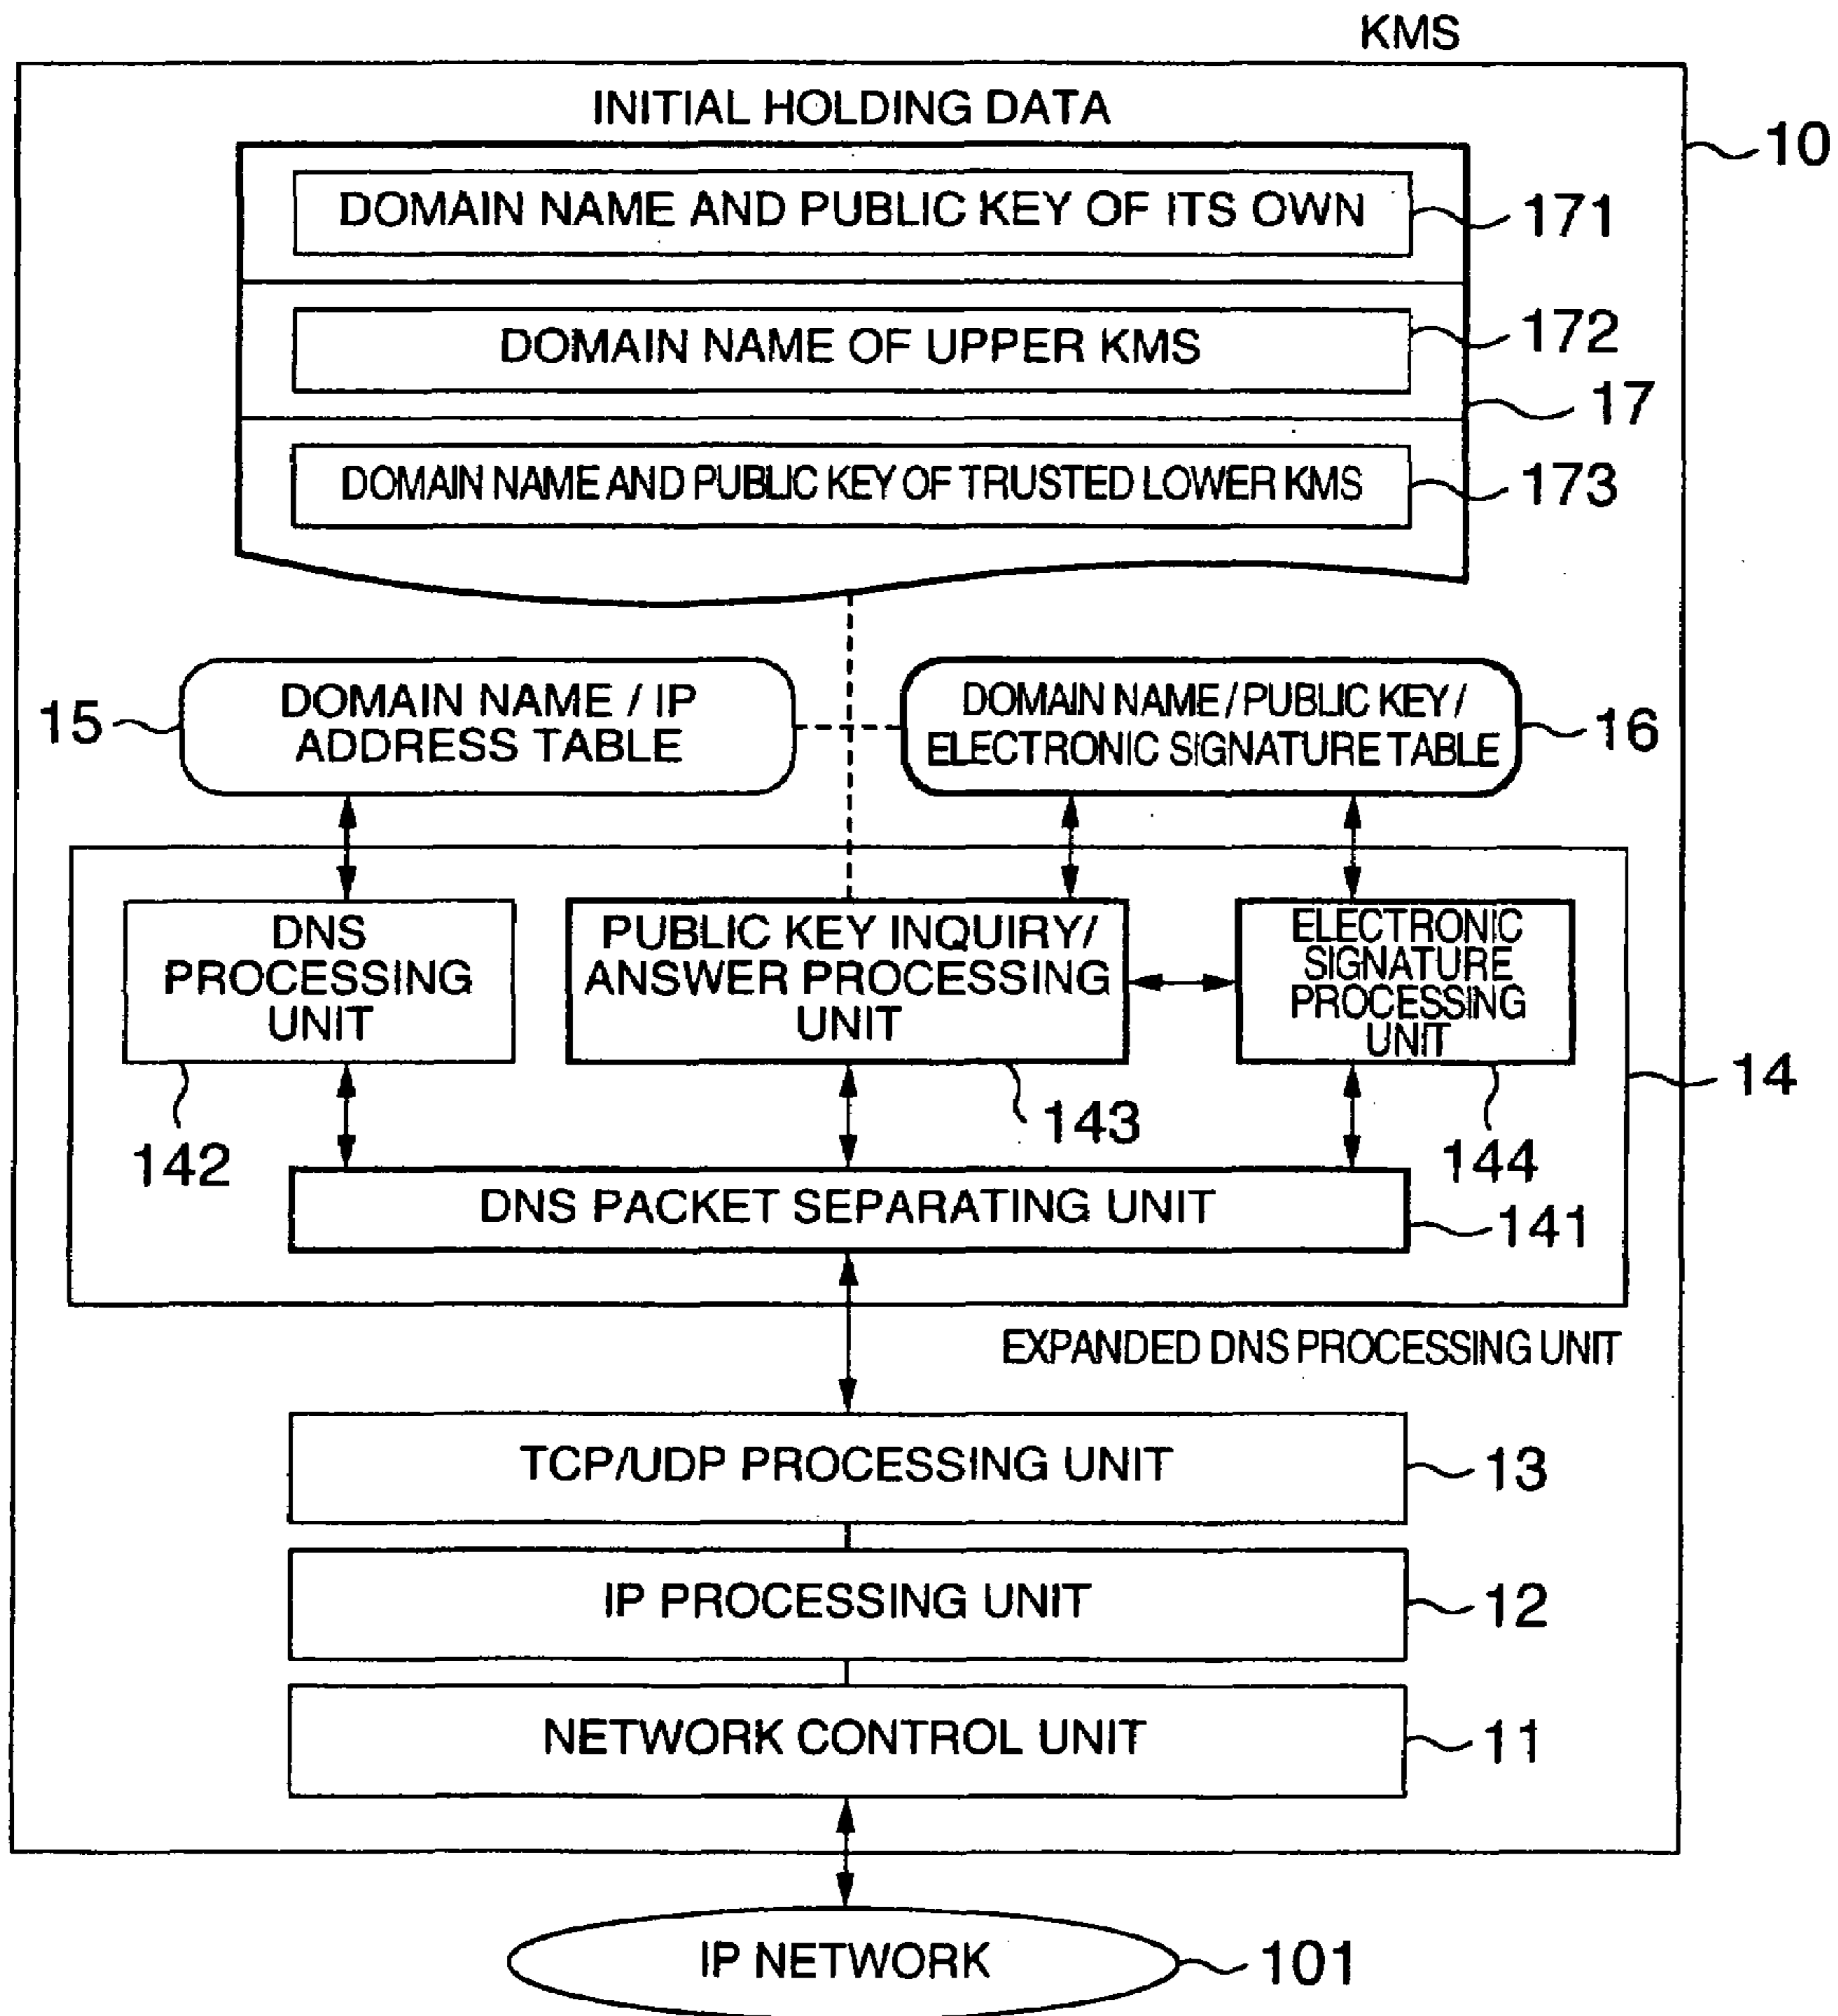 KMS
INITIAL HOLDING DATA
10
DOMAIN NAME AND PUBLIC KEY OF ITS OWN
171
DOMAIN NAME OF UPPER KMS
172
17
DOMAIN NAME AND PUBLIC KEY OF TRUSTED LOWER KMS
173
15
DOMAIN NAME / IP
ADDRESS TABLE
DOMAIN NAME / PUBLIC KEY /
ELECTRONIC SIGNATURE TABLE
16
DNS
PROCESSING
UNIT
PUBLIC KEY INQUIRY/
ANSWER PROCESSING
UNIT
ELECTRONIC
SIGNATURE
PROCESSING
UNIT
14
142
143
144
DNS PACKET SEPARATING UNIT
141
EXPANDED DNS PROCESSING UNIT
TCP/UDP PROCESSING UNIT
13
IP PROCESSING UNIT
12
NETWORK CONTROL UNIT
11
IP NETWORK
101